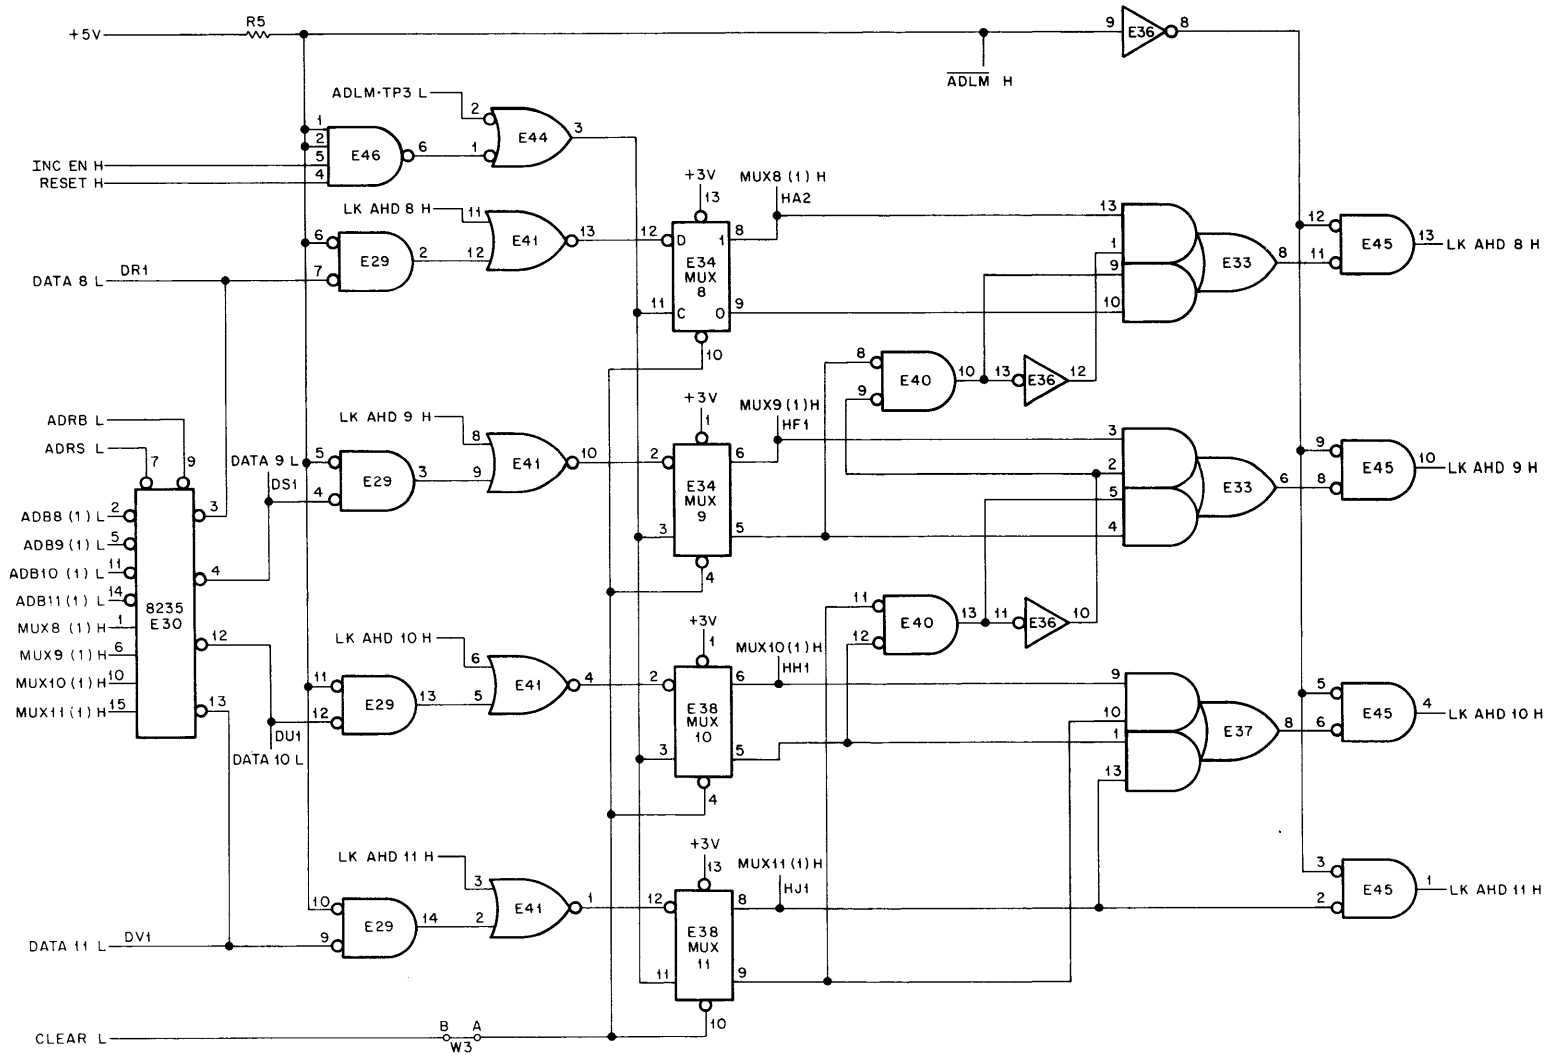 +5V
R5
9
E36
8
ADLM H
ADLM·TP3 L
2
E44
3
1
1
2
5
4
E46
6
INC EN H
RESET H
LK AHD 8 H
11
12
E41
13
6
7
E29
2
DATA 8 L
DR1
+3V
13
12
D
1
8
E34
MUX
8
11
C
0
9
10
MUX8 (1) H
HA2
13
1
9
10
E33
8
12
11
E45
13
LK AHD 8 H
8
9
E40
10
13
E36
12
ADRB L
ADRS L
7
9
DATA 9 L
DS1
LK AHD 9 H
8
9
E41
10
5
4
E29
3
+3V
1
2
6
E34
MUX
9
3
5
4
MUX9 (1) H
HF1
3
2
5
4
E33
6
9
8
E45
10
LK AHD 9 H
ADB8 (1) L
2
3
ADB9 (1) L
5
ADB10 (1) L
11
4
ADB11 (1) L
14
8235
E30
MUX8 (1) H
1
MUX9 (1) H
6
12
MUX10 (1) H
10
MUX11 (1) H
15
13
11
12
E40
13
11
E36
10
LK AHD 10 H
6
5
E41
4
11
12
E29
13
DU1
DATA 10 L
+3V
1
2
6
E38
MUX
10
3
5
4
MUX10 (1) H
HH1
9
10
1
13
E37
8
5
6
E45
4
LK AHD 10 H
LK AHD 11 H
3
2
E41
1
10
9
E29
14
DATA 11 L
DV1
+3V
13
12
8
E38
MUX
11
11
9
10
MUX11 (1) H
HJ1
3
2
E45
1
LK AHD 11 H
CLEAR L
B
A
W3